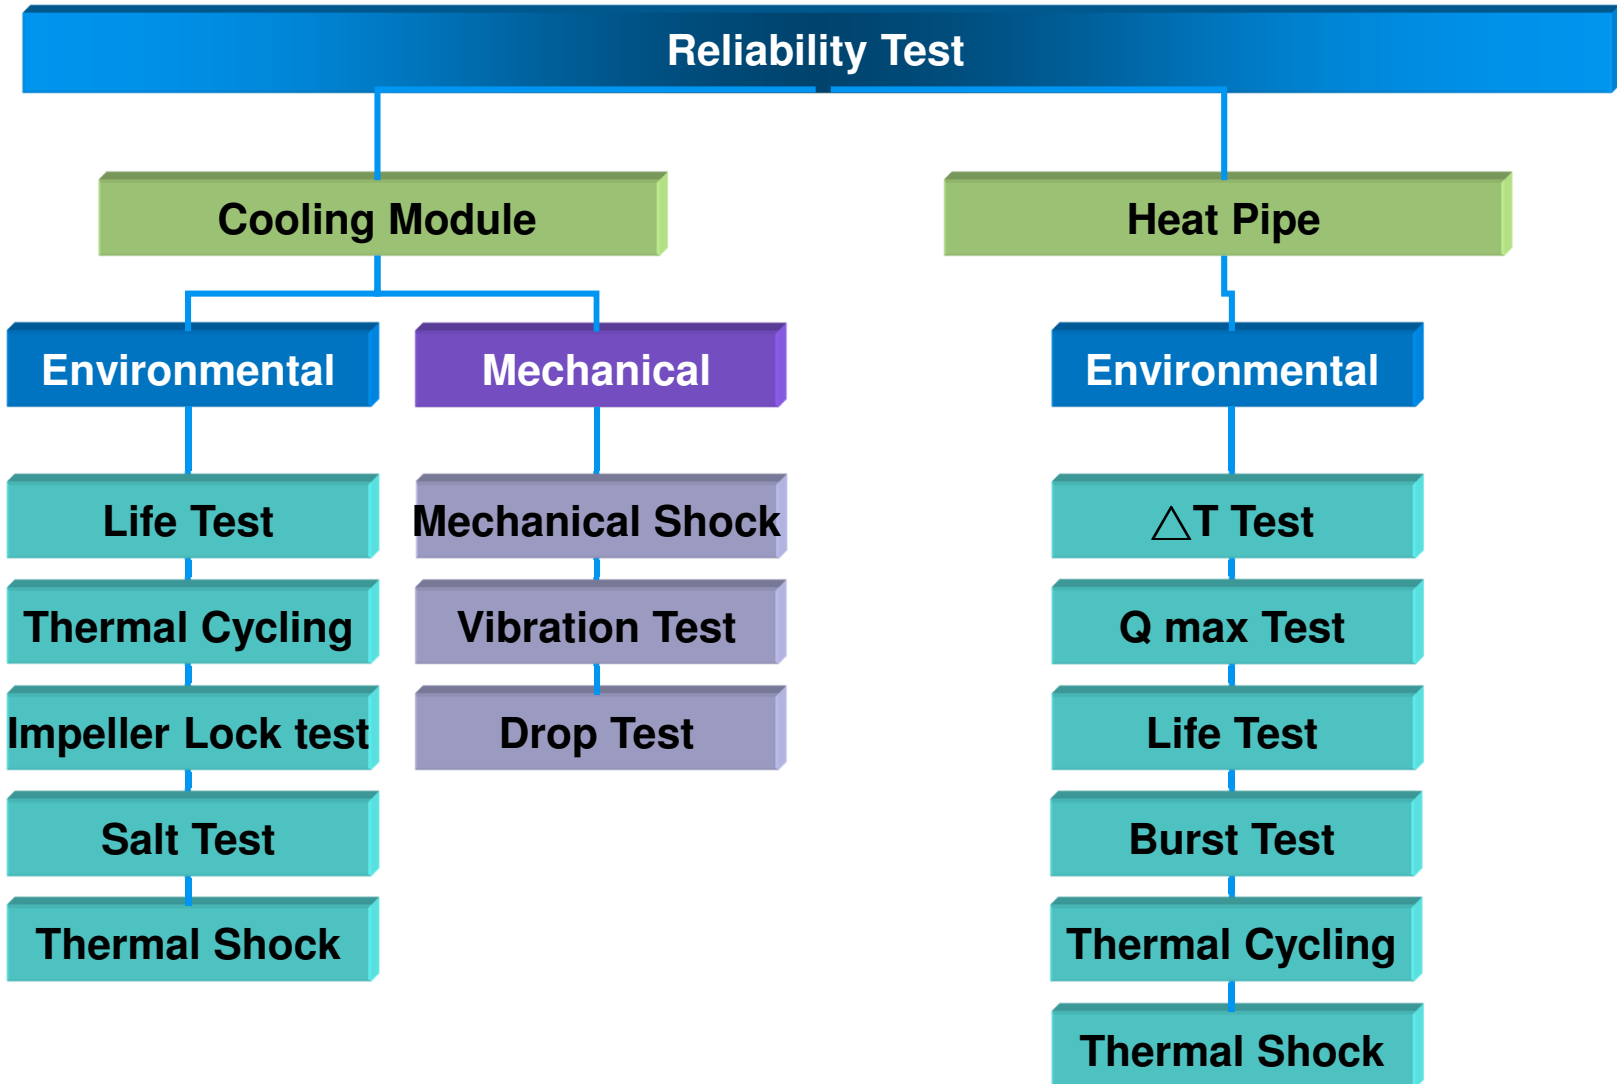 Reliability Test
Cooling Module
Heat Pipe
Environmental
Mechanical
Environmental
Life Test
Mechanical Shock
△T Test
Thermal Cycling
Vibration Test
Q max Test
Impeller Lock test
Drop Test
Life Test
Salt Test
Burst Test
Thermal Shock
Thermal Cycling
Thermal Shock